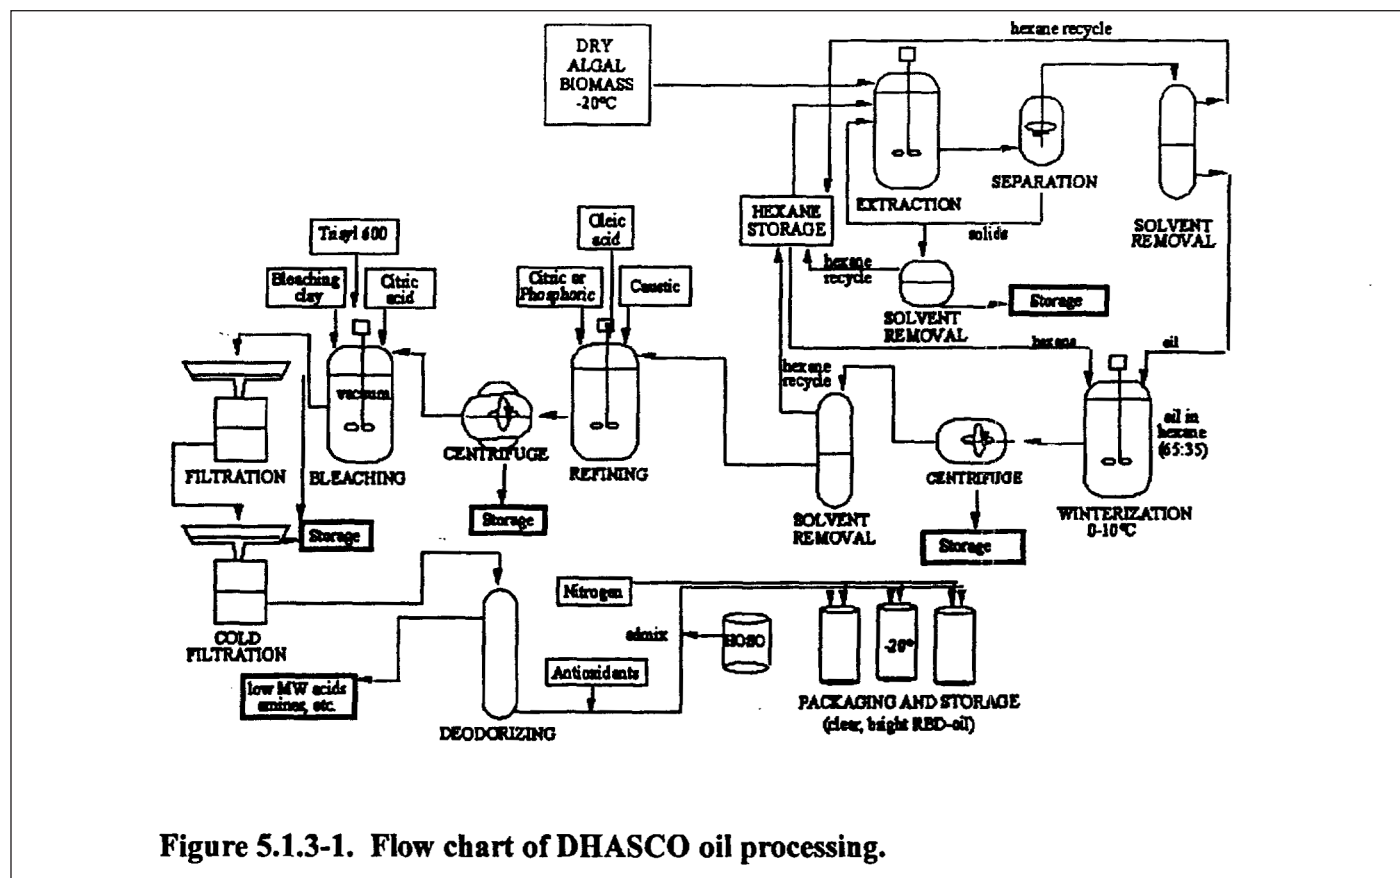 hexane recycle
DRY
ALGAL
BIOMASS
-20°C
SEPARATION
EXTRACTION
HEXANE
STORAGE
solids
SOLVENT
REMOVAL
hexane
recycle
Storage
SOLVENT
REMOVAL
Oleic
acid
Trisyl 600
Bleaching
clay
Citric
acid
Citric or
Phosphoric
Caustic
hexane
oil
hexane
recycle
vacuum
oil in
hexane
(65:35)
FILTRATION
BLEACHING
CENTRIFUGE
REFINING
CENTRIFUGE
WINTERIZATION
0-10°C
Storage
Storage
SOLVENT
REMOVAL
Storage
COLD
FILTRATION
Nitrogen
admix
HOSO
-20°
low MW acids
amines, etc.
Antioxidants
DEODORIZING
PACKAGING AND STORAGE
(clear, bright RBD-oil)
Figure 5.1.3-1. Flow chart of DHASCO oil processing.